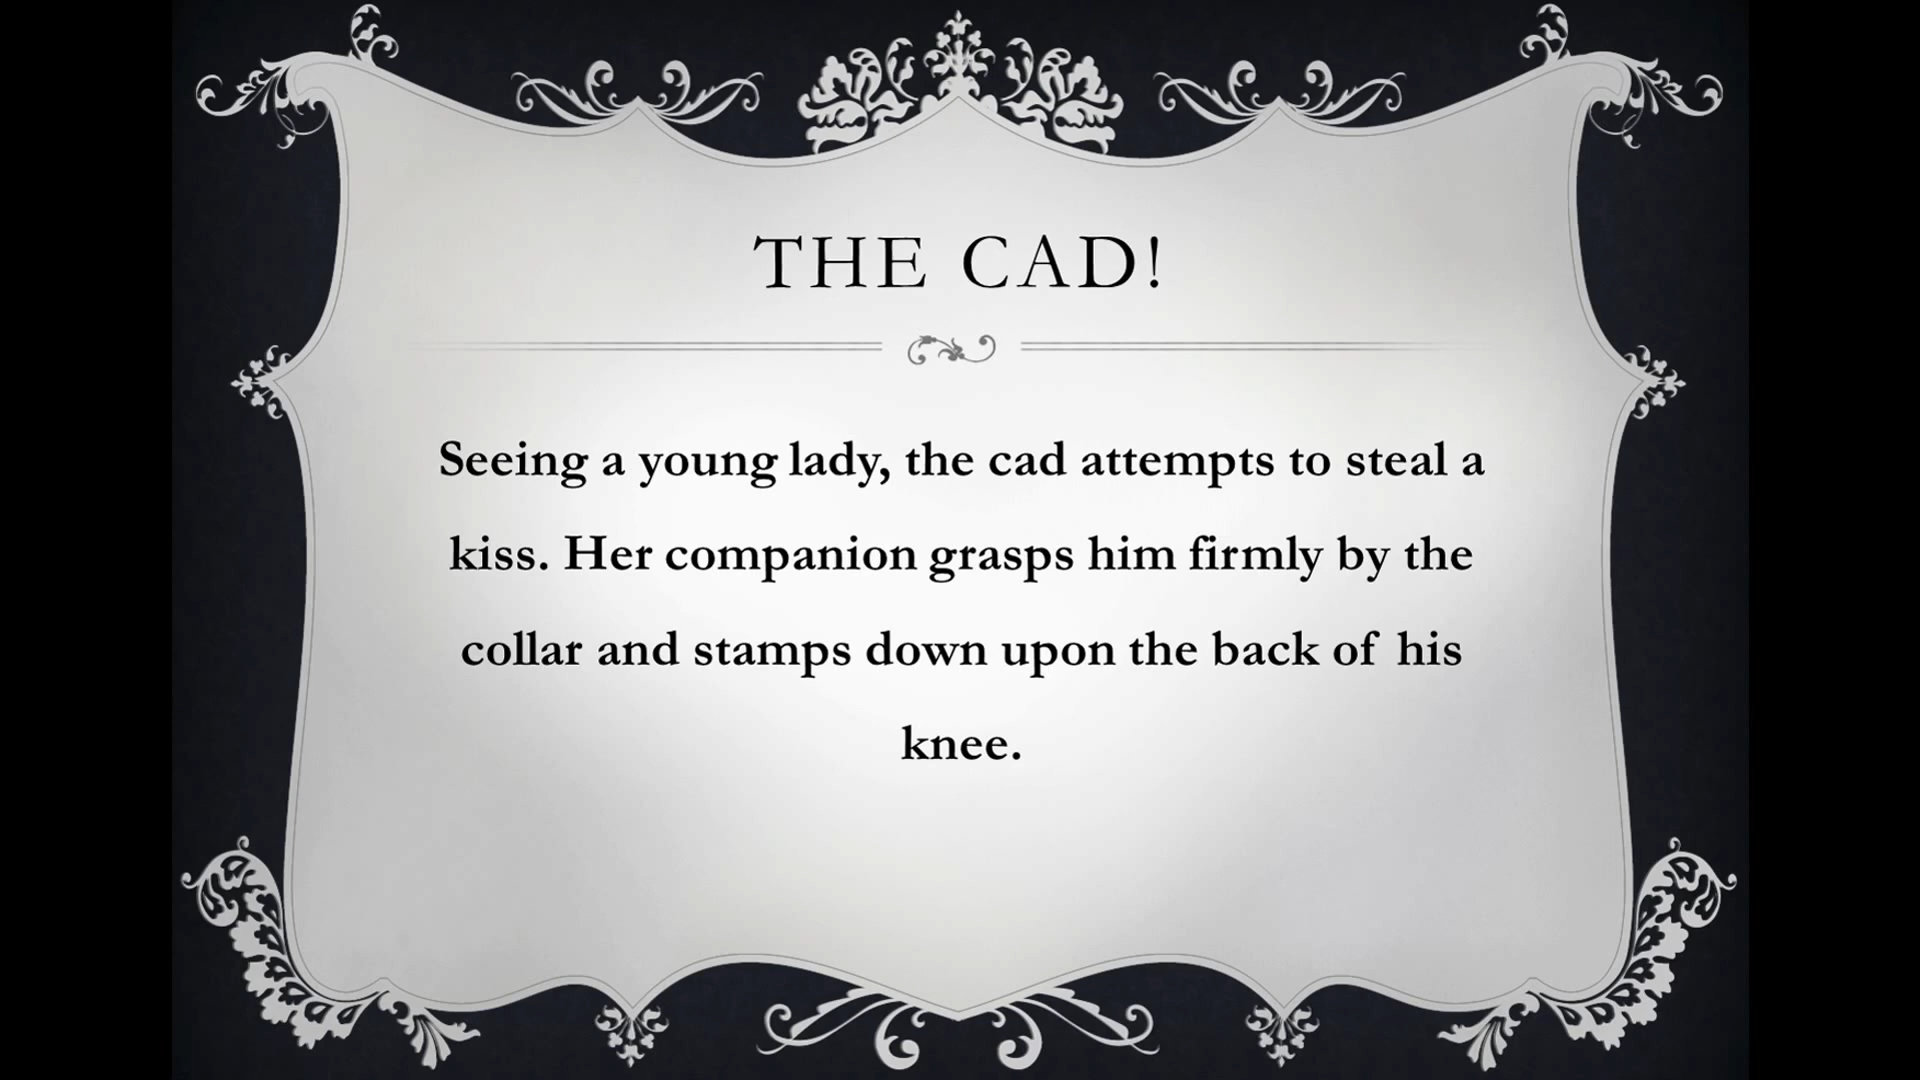 THE CAD!
Seeing a young lady, the cad attempts to steal a
kiss. Her companion grasps him firmly by the
collar and stamps down upon the back of his
knee.